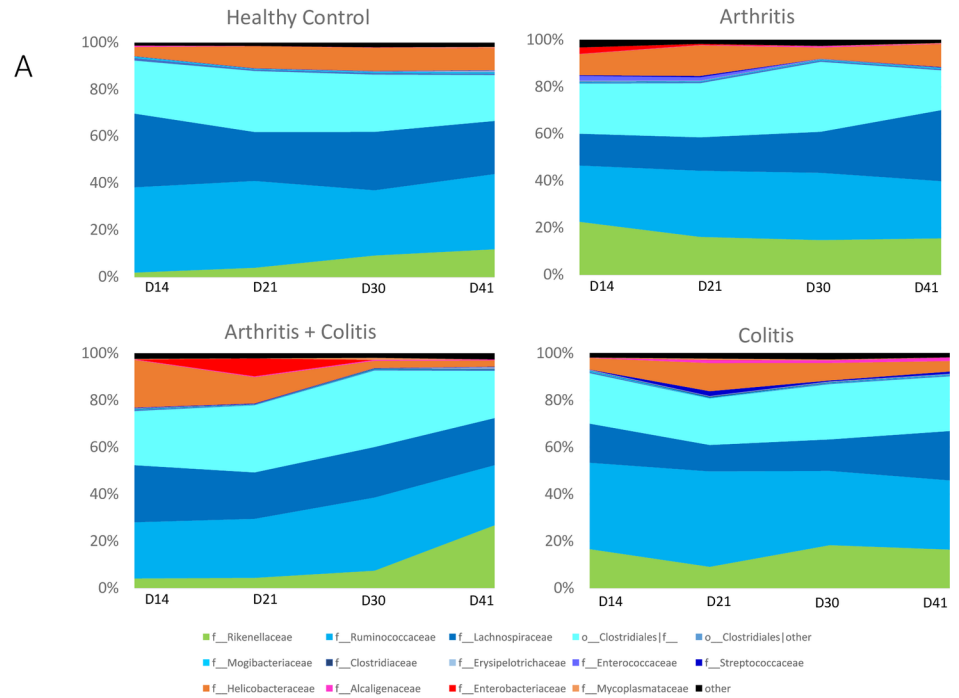 A
Healthy Control
100%
80%
60%
40%
20%
0%
D14 D21 D30 D41
Arthritis
100%
80%
60%
40%
20%
0%
D14 D21 D30 D41
Arthritis + Colitis
100%
80%
60%
40%
20%
0%
D14 D21 D30 D41
Colitis
100%
80%
60%
40%
20%
0%
D14 D21 D30 D41
f__Rikenellaceae f__Ruminococcaceae f__Lachnospiraceae o__Clostridiales|f__ o__Clostridiales|other
f__Mogibacteriaceae f__Clostridiaceae f__Erysipelotrichaceae f__Enterococcaceae f__Streptococcaceae
f__Helicobacteraceae f__Alcaligenaceae f__Enterobacteriaceae f__Mycoplasmataceae other